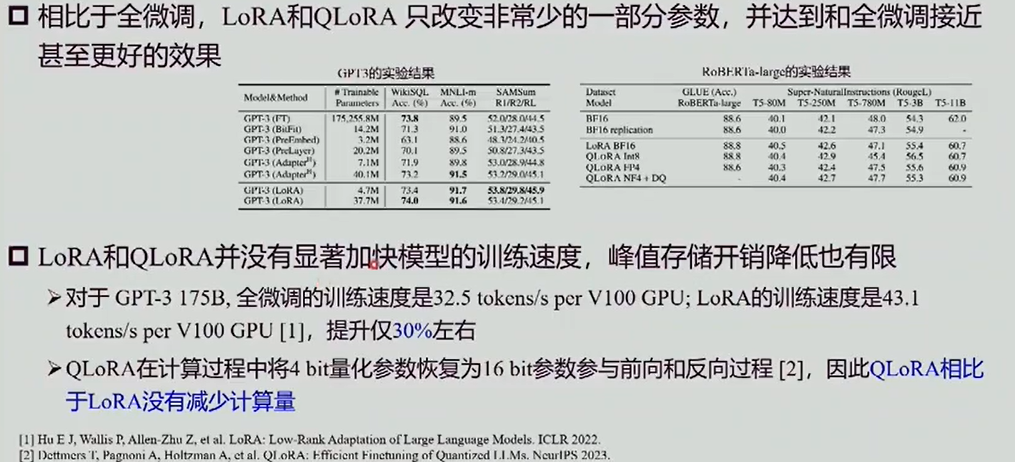 相比于全微调，LoRA和QLoRA 只改变非常少的一部分参数，并达到和全微调接近
甚至更好的效果
GPT3的实验结果
Model&Method # Trainable Parameters WikiSQL Acc. (%) MNLI-m Acc. (%) SAMSum R1/R2/RL
GPT-3 (FT) 175,255.8M 73.8 89.5 52.0/28.0/44.5
GPT-3 (BitFit) 14.2M 71.3 91.0 51.3/27.4/43.5
GPT-3 (PreEmbed) 3.2M 63.1 88.6 48.3/24.2/40.5
GPT-3 (PreLayer) 20.2M 70.1 89.5 50.8/27.3/43.5
GPT-3 (Adapter^H) 7.1M 71.9 89.8 53.0/28.9/44.8
GPT-3 (Adapter^H) 40.1M 73.2 91.5 53.2/29.0/45.1
GPT-3 (LoRA) 4.7M 73.4 91.7 53.8/29.8/45.9
GPT-3 (LoRA) 37.7M 74.0 91.6 53.4/29.2/45.1
RoBERTa-large的实验结果
Dataset GLUE (Acc.) Super-NaturalInstructions (RougeL)
Model RoBERTa-large T5-80M T5-250M T5-780M T5-3B T5-11B
BF16 88.6 40.1 42.1 48.0 54.3 62.0
BF16 replication 88.6 40.0 42.2 47.3 54.9 -
LoRA BF16 88.8 40.5 42.6 47.1 55.4 60.7
QLoRA Int8 88.8 40.4 42.9 45.4 56.5 60.7
QLoRA FP4 88.6 40.3 42.4 47.5 55.6 60.9
QLoRA NF4 + DQ - 40.4 42.7 47.7 55.3 60.9
LoRA和QLoRA并没有显著加快模型的训练速度，峰值存储开销降低也有限
对于 GPT-3 175B, 全微调的训练速度是32.5 tokens/s per V100 GPU; LoRA的训练速度是43.1
tokens/s per V100 GPU [1]，提升仅30%左右
QLoRA在计算过程中将4 bit量化参数恢复为16 bit参数参与前向和反向过程 [2]，因此QLoRA相比
于LoRA没有减少计算量
[1] Hu E J, Wallis P, Allen-Zhu Z, et al. LoRA: Low-Rank Adaptation of Large Language Models. ICLR 2022.
[2] Dettmers T, Pagnoni A, Holtzman A, et al. QLoRA: Efficient Finetuning of Quantized LLMs. NeurIPS 2023.